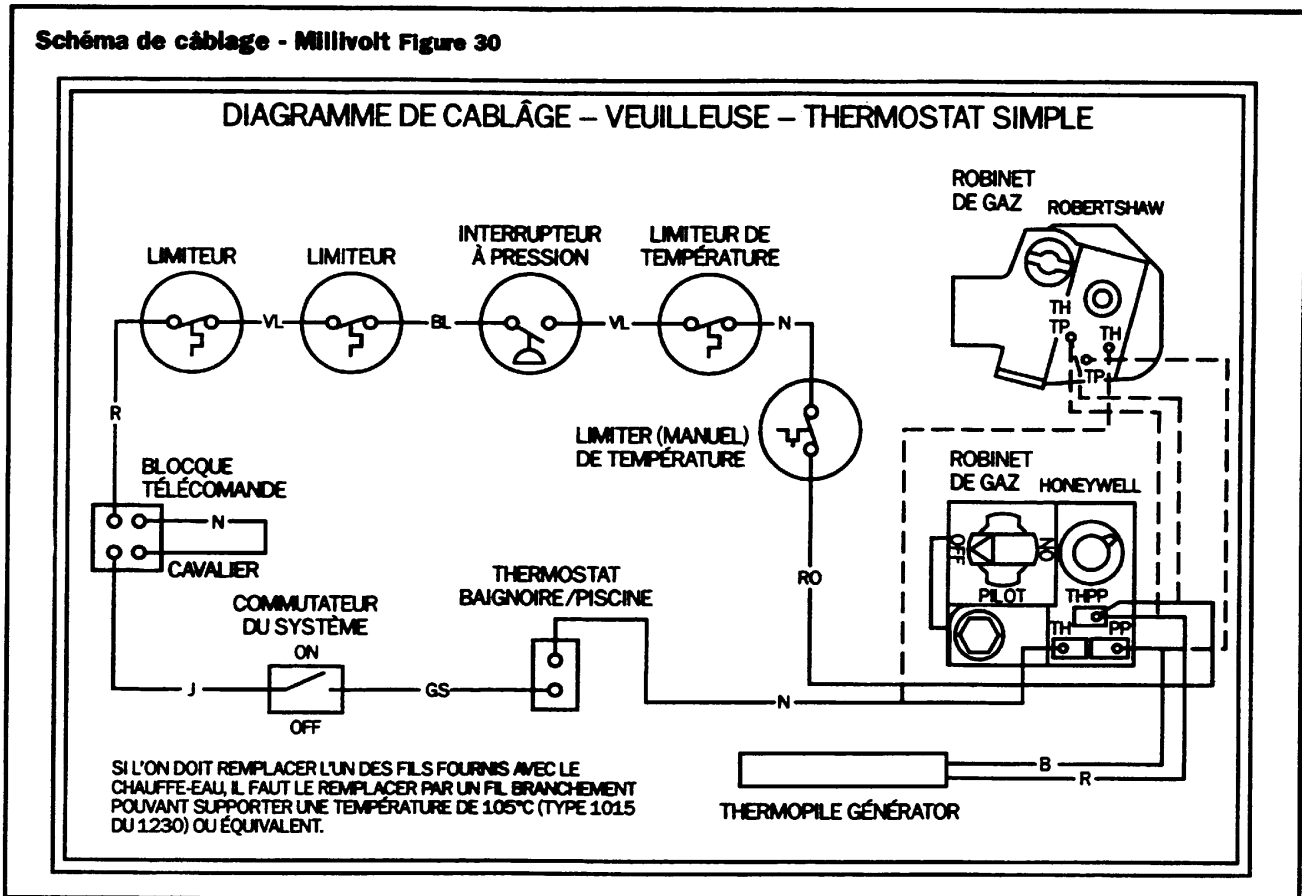 Schéma de câblage - Millivolt Figure 30
DIAGRAMME DE CABLÂGE – VEUILLEUSE – THERMOSTAT SIMPLE
ROBINET
DE GAZ
ROBERTSHAW
LIMITEUR
LIMITEUR
INTERRUPTEUR
À PRESSION
LIMITEUR DE
TEMPÉRATURE
VL
BL
VL
N
TH
TP
TH
TP
R
LIMITER (MANUEL)
DE TEMPÉRATURE
BLOCQUE
TÉLÉCOMANDE
N
CAVALIER
ROBINET
DE GAZ
HONEYWELL
OFF
NO
PILOT
THPP
TH
PP
RO
THERMOSTAT
BAIGNOIRE/PISCINE
COMMUTATEUR
DU SYSTÈME
ON
J
GS
OFF
N
SI L'ON DOIT REMPLACER L'UN DES FILS FOURNIS AVEC LE
CHAUFFE-EAU, IL FAUT LE REMPLACER PAR UN FIL BRANCHEMENT
POUVANT SUPPORTER UNE TEMPÉRATURE DE 105°C (TYPE 1015
DU 1230) OU ÉQUIVALENT.
B
R
THERMOPILE GÉNÉRATOR